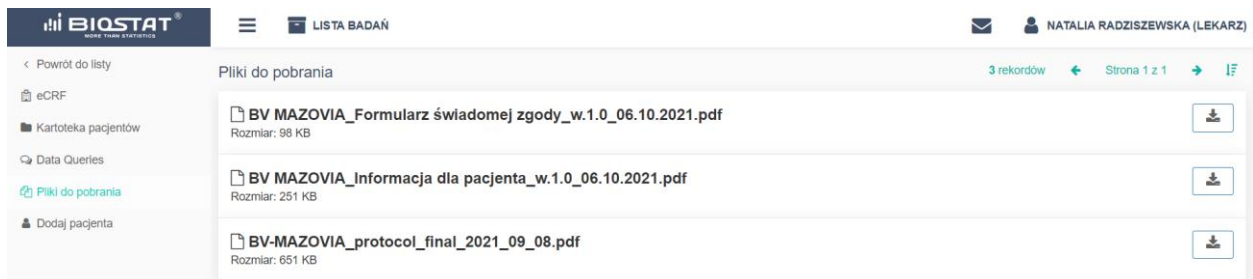 BIOSTAT®
MORE THAN STATISTICS
LISTA BADAŃ
NATALIA RADZISZEWSKA (LEKARZ)
< Powrót do listy
eCRF
Kartoteka pacjentów
Data Queries
Pliki do pobrania
Dodaj pacjenta
Pliki do pobrania
3 rekordów
Strona 1 z 1
BV MAZOVIA_Formularz świadomej zgody_w.1.0_06.10.2021.pdf
Rozmiar: 98 KB
BV MAZOVIA_Informacja dla pacjenta_w.1.0_06.10.2021.pdf
Rozmiar: 251 KB
BV-MAZOVIA_protocol_final_2021_09_08.pdf
Rozmiar: 651 KB